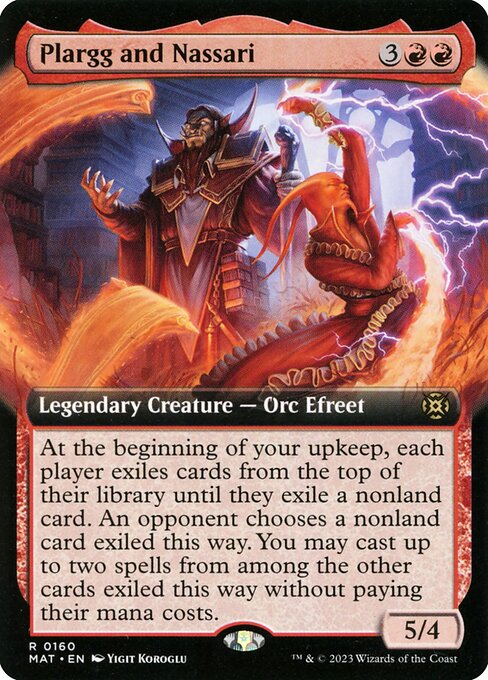 Plargg and Nassari 3
Legendary Creature — Orc Efreet
At the beginning of your upkeep, each
player exiles cards from the top of
their library until they exile a nonland
card. An opponent chooses a nonland
card exiled this way. You may cast up
to two spells from among the other
cards exiled this way without paying
their mana costs.
5/4
R 0160
MAT • EN YIGIT KOROGLU
™ & © 2023 Wizards of the Coast